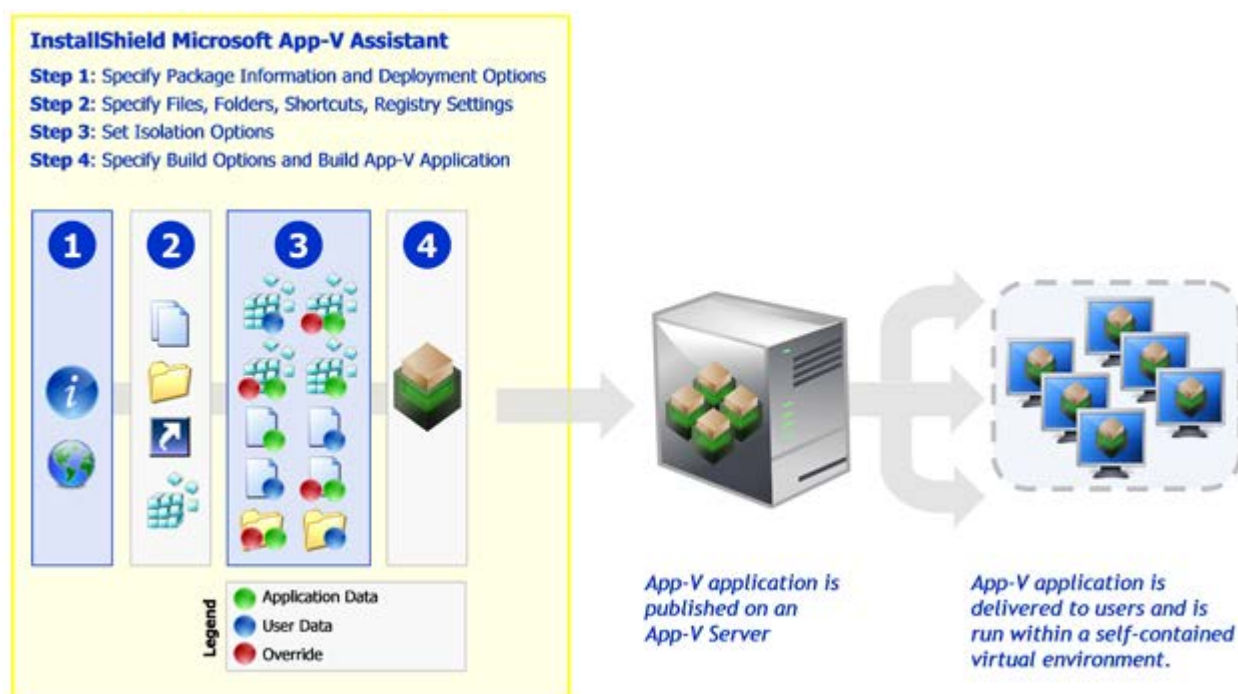 InstallShield Microsoft App-V Assistant
Step 1: Specify Package Information and Deployment Options
Step 2: Specify Files, Folders, Shortcuts, Registry Settings
Step 3: Set Isolation Options
Step 4: Specify Build Options and Build App-V Application
1
2
3
4
i
Legend
Application Data
User Data
Override
App-V application is
published on an
App-V Server
App-V application is
delivered to users and is
run within a self-contained
virtual environment.